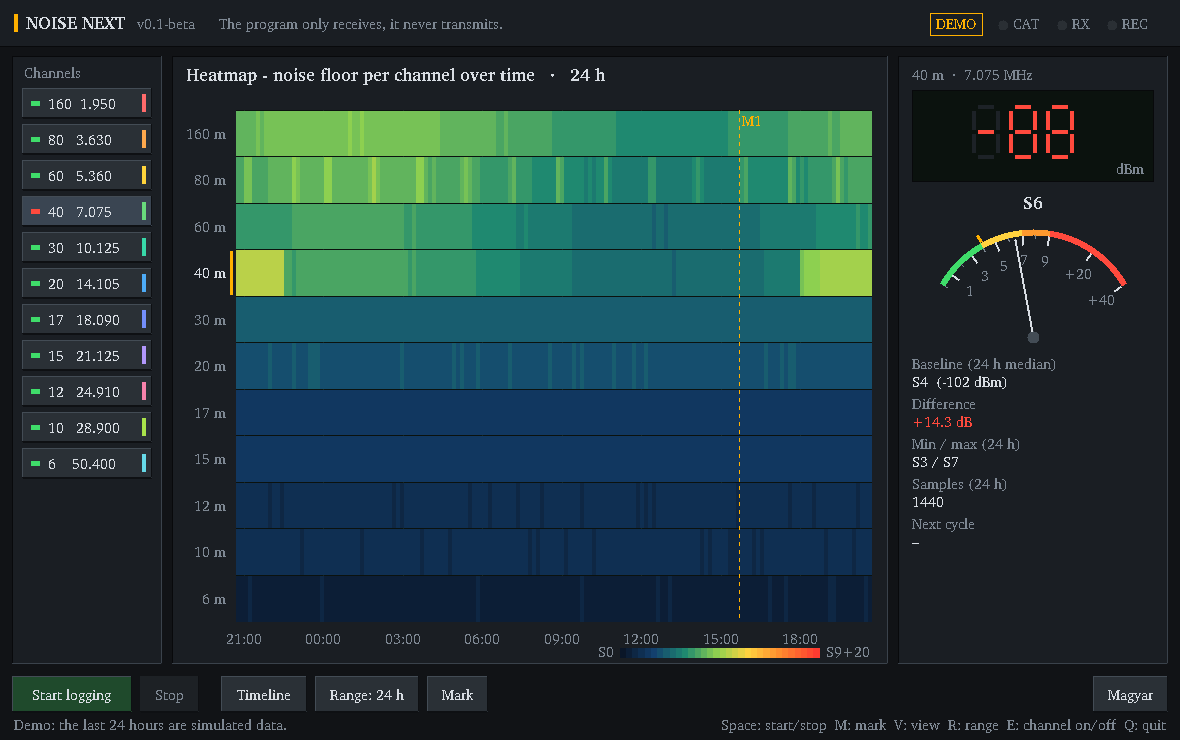 NOISE NEXT v0.1-beta The program only receives, it never transmits. DEMO CAT RX REC
Channels
160 1.950
80 3.630
60 5.360
40 7.075
30 10.125
20 14.105
17 18.090
15 21.125
12 24.910
10 28.900
6 50.400
Heatmap - noise floor per channel over time · 24 h
M1
160 m
80 m
60 m
40 m
30 m
20 m
17 m
15 m
12 m
10 m
6 m
21:00 00:00 03:00 06:00 09:00 12:00 15:00 18:00
S0 S9+20
40 m · 7.075 MHz
-88
dBm
S6
1 3 5 7 9 +20 +40
Baseline (24 h median)
S4 (-102 dBm)
Difference
+14.3 dB
Min / max (24 h)
S3 / S7
Samples (24 h)
1440
Next cycle
–
Start logging Stop Timeline Range: 24 h Mark Magyar
Demo: the last 24 hours are simulated data. Space: start/stop M: mark V: view R: range E: channel on/off Q: quit